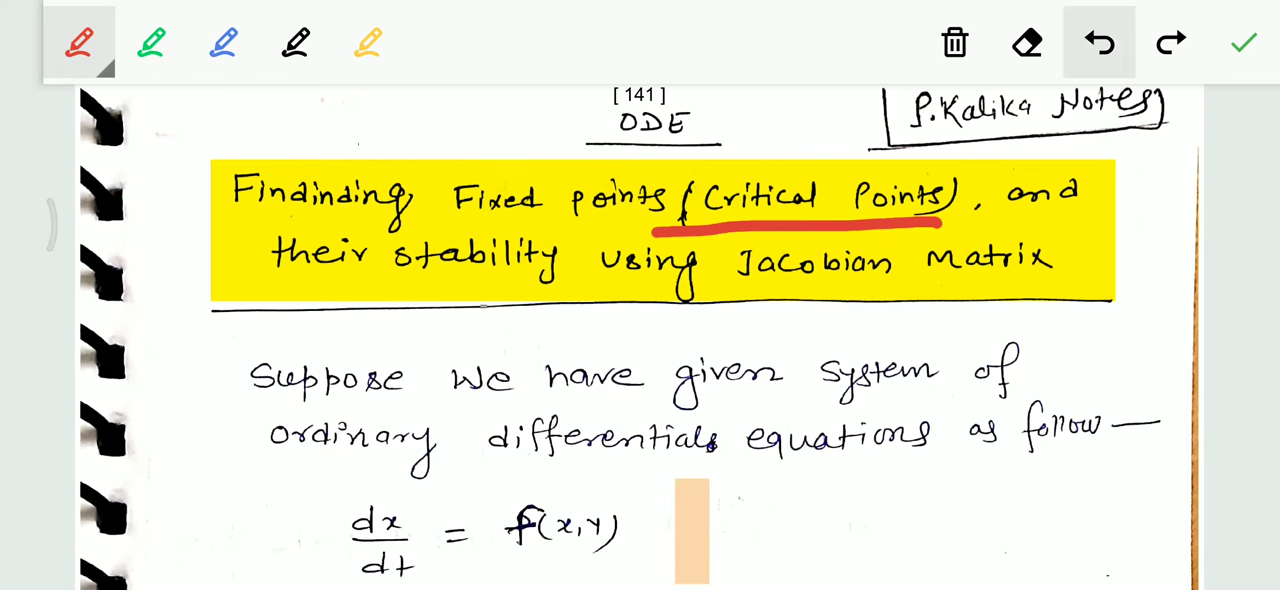 [ 141 ]
ODE
P.Kalika Notes
Findinding Fixed points (Critical Points), and
their stability using Jacobian Matrix
Suppose We have given system of
ordinary differentials equations as follow—
dx/dt = f(x,y)